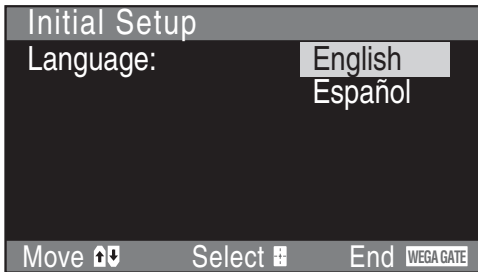 Initial Setup
Language: English
Español
Move Select End WEGA GATE